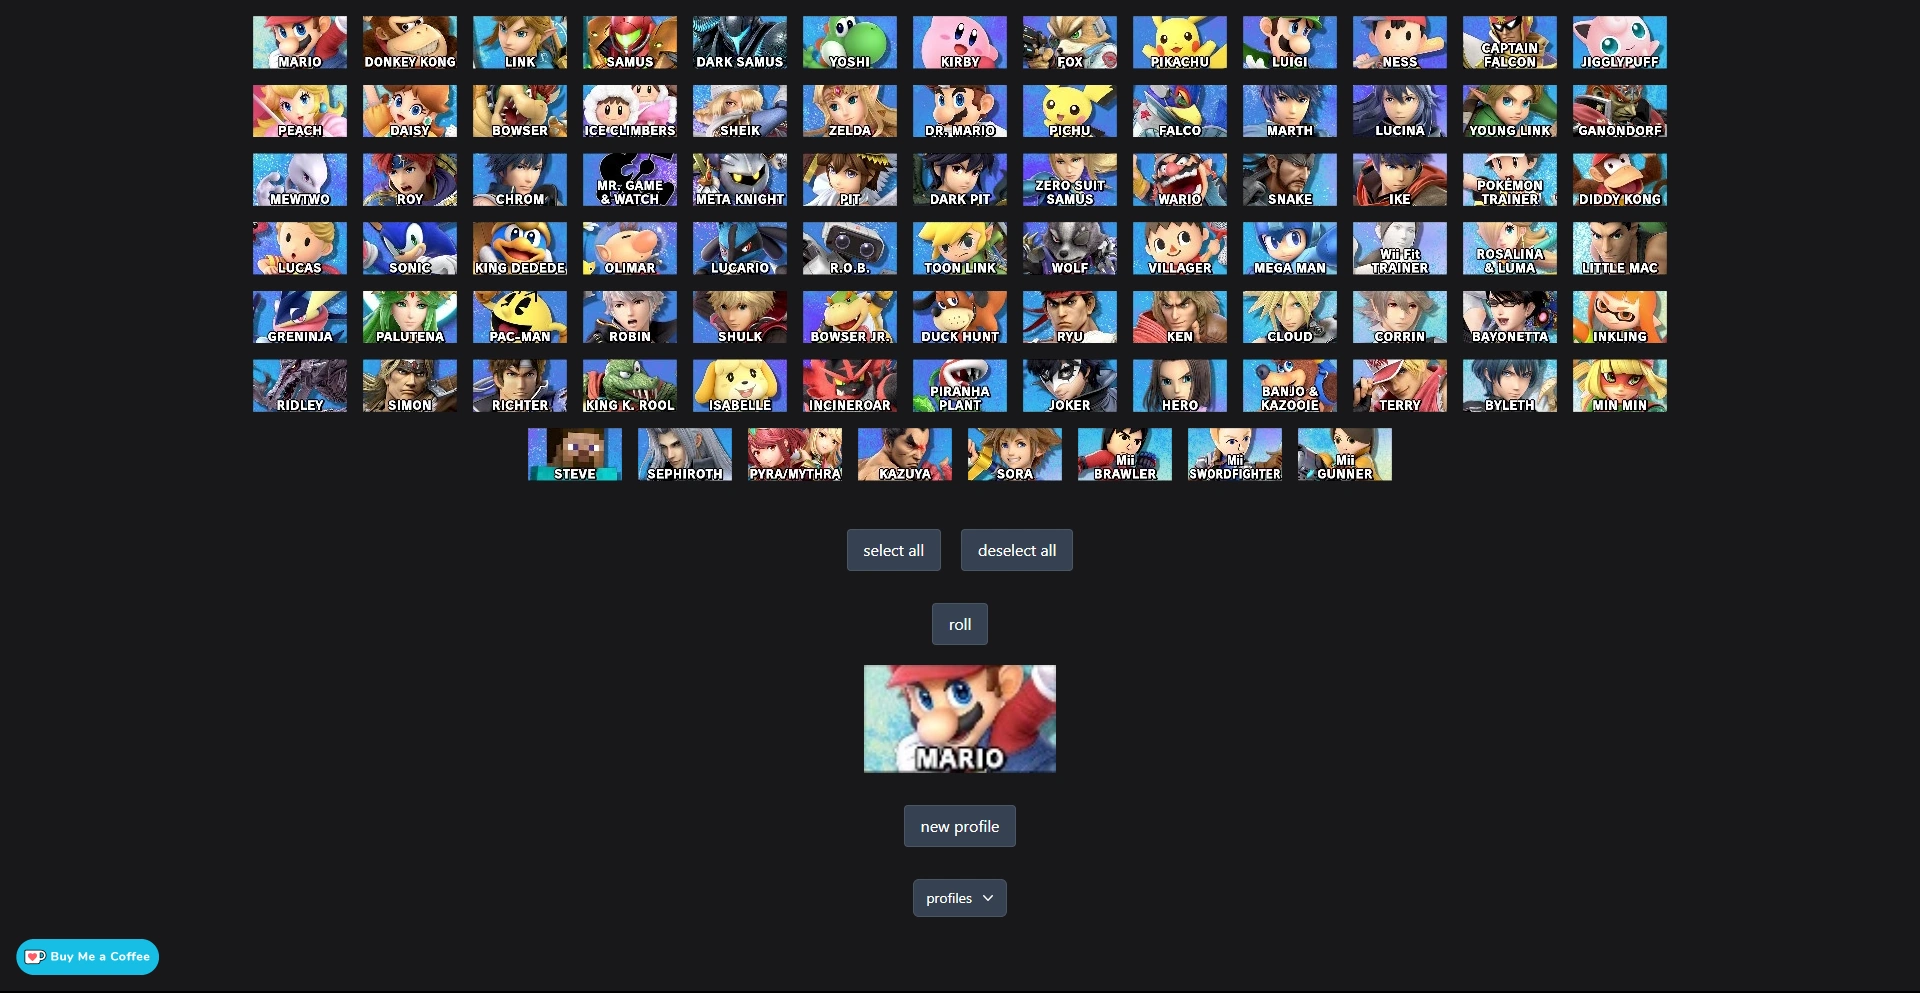 MARIO DONKEY KONG LINK SAMUS DARK SAMUS YOSHI KIRBY FOX PIKACHU LUIGI NESS CAPTAIN FALCON JIGGLYPUFF
PEACH DAISY BOWSER ICE CLIMBERS SHEIK ZELDA DR. MARIO PICHU FALCO MARTH LUCINA YOUNG LINK GANONDORF
MEWTWO ROY CHROM MR. GAME & WATCH META KNIGHT PIT DARK PIT ZERO SUIT SAMUS WARIO SNAKE IKE POKÉMON TRAINER DIDDY KONG
LUCAS SONIC KING DEDEDE OLIMAR LUCARIO R.O.B. TOON LINK WOLF VILLAGER MEGA MAN Wii Fit TRAINER ROSALINA & LUMA LITTLE MAC
GRENINJA PALUTENA PAC-MAN ROBIN SHULK BOWSER JR. DUCK HUNT RYU KEN CLOUD CORRIN BAYONETTA INKLING
RIDLEY SIMON RICHTER KING K. ROOL ISABELLE INCINEROAR PIRANHA PLANT JOKER HERO BANJO & KAZOOIE TERRY BYLETH MIN MIN
STEVE SEPHIROTH PYRA/MYTHRA KAZUYA SORA Mii BRAWLER Mii SWORDFIGHTER Mii GUNNER
select all deselect all
roll
MARIO
new profile
profiles
Buy Me a Coffee